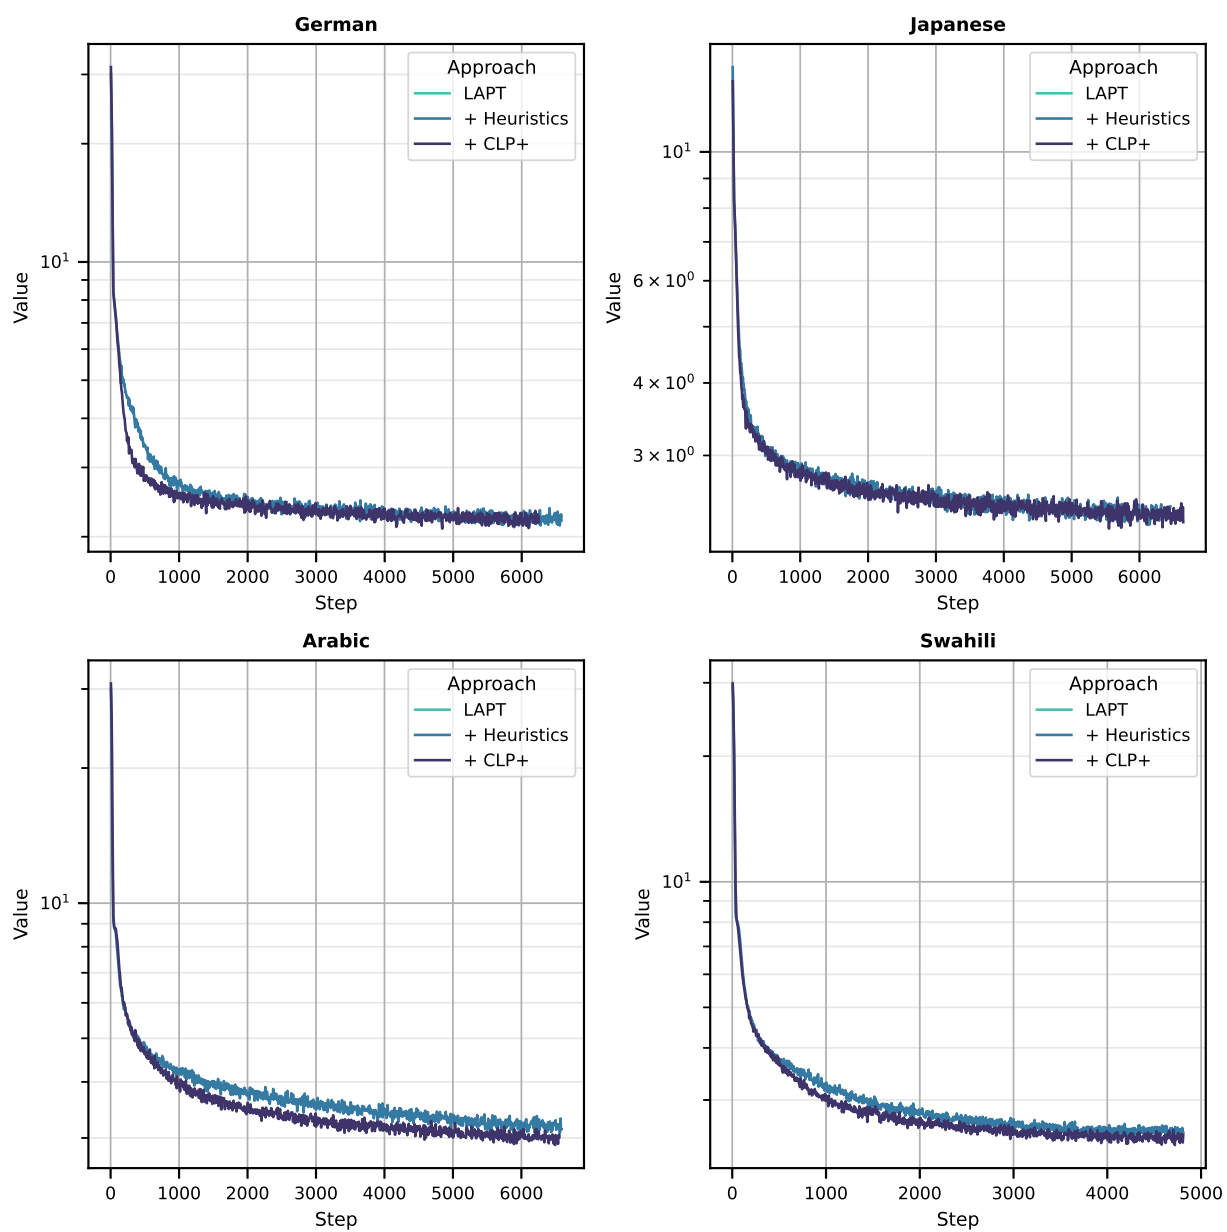 German
Approach
LAPT
+ Heuristics
+ CLP+
10¹
Value
0 1000 2000 3000 4000 5000 6000
Step
Japanese
Approach
LAPT
+ Heuristics
+ CLP+
10¹
6 × 10⁰
4 × 10⁰
3 × 10⁰
Value
0 1000 2000 3000 4000 5000 6000
Step
Arabic
Approach
LAPT
+ Heuristics
+ CLP+
10¹
Value
0 1000 2000 3000 4000 5000 6000
Step
Swahili
Approach
LAPT
+ Heuristics
+ CLP+
10¹
Value
0 1000 2000 3000 4000 5000
Step